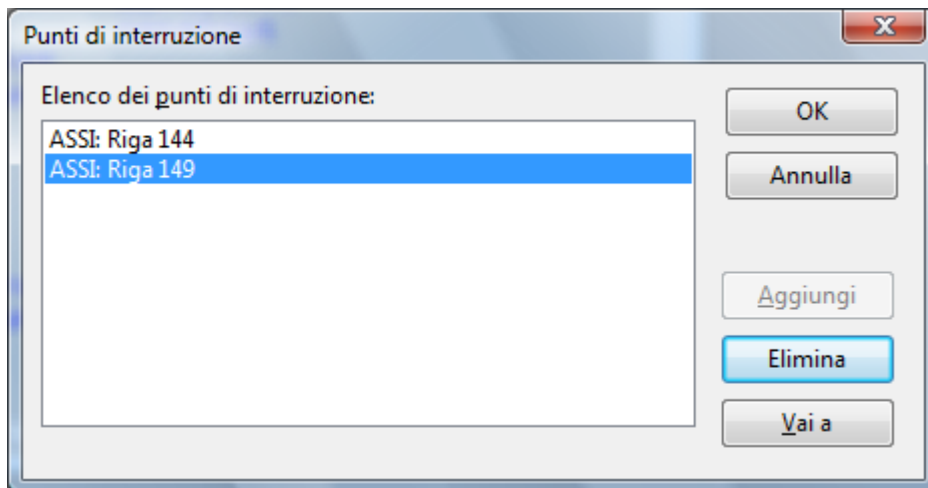 Punti di interruzione
Elenco dei punti di interruzione:
ASSI: Riga 144
ASSI: Riga 149
OK
Annulla
Aggiungi
Elimina
Vai a